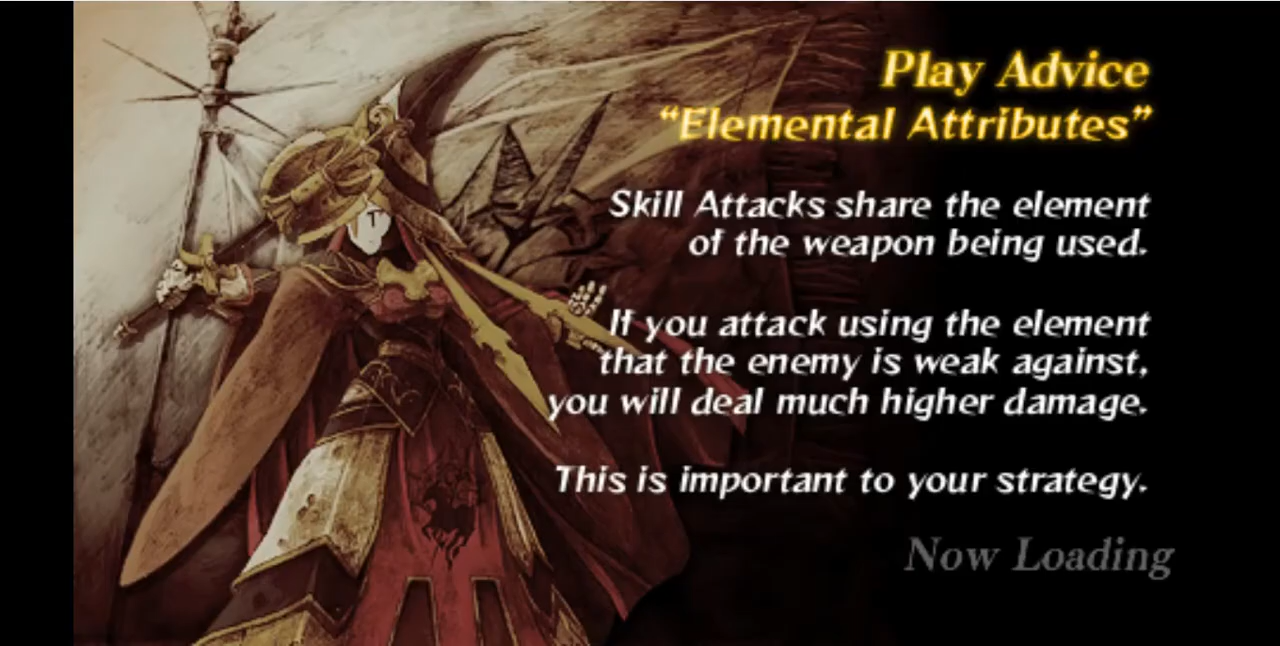 Play Advice
“Elemental Attributes”
Skill Attacks share the element
of the weapon being used.
If you attack using the element
that the enemy is weak against,
you will deal much higher damage.
This is important to your strategy.
Now Loading